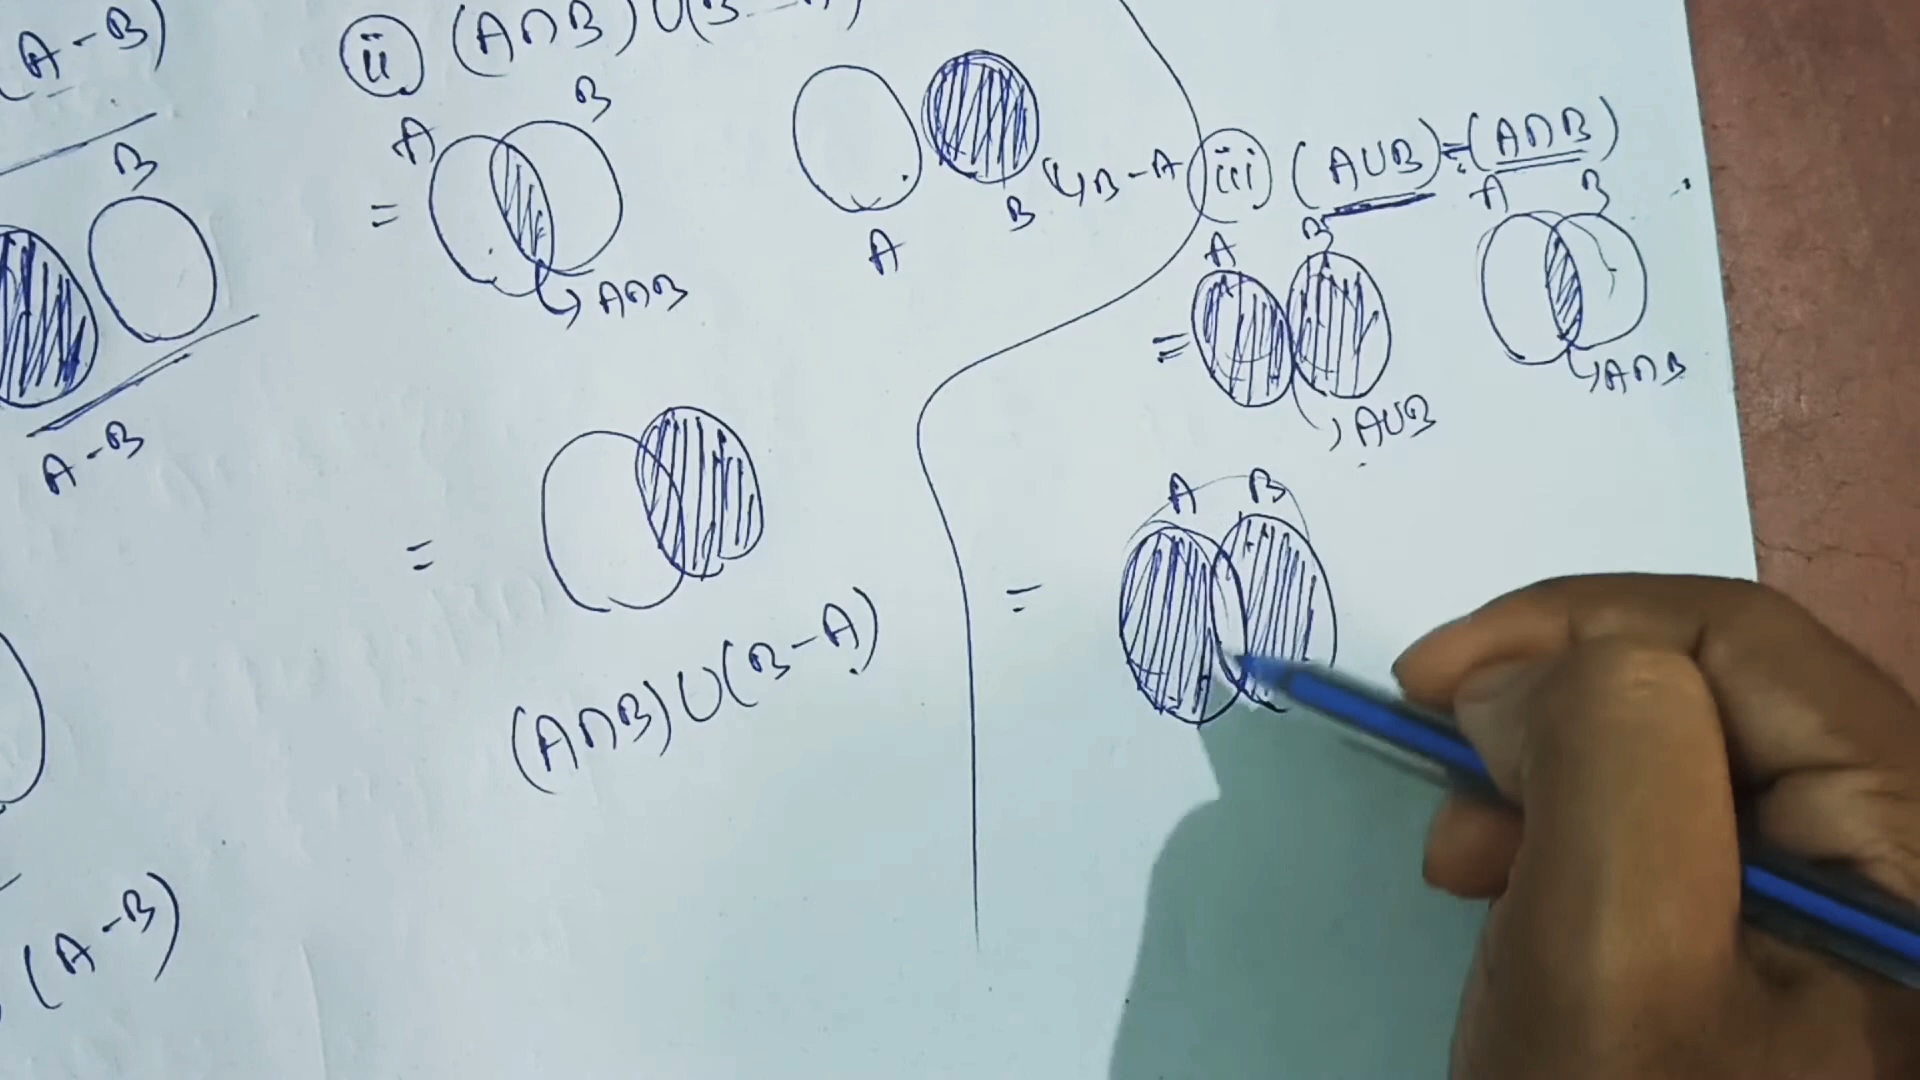 (A-B)
B
A-B
(A-B)
(ii) (A∩B)∪(B-A)
A B
A∩B
A
B
B-A
(A∩B)∪(B-A)
(iii) (A∪B)-(A∩B)
A B
A∪B
A B
A∩B
=
=
=
=
A B